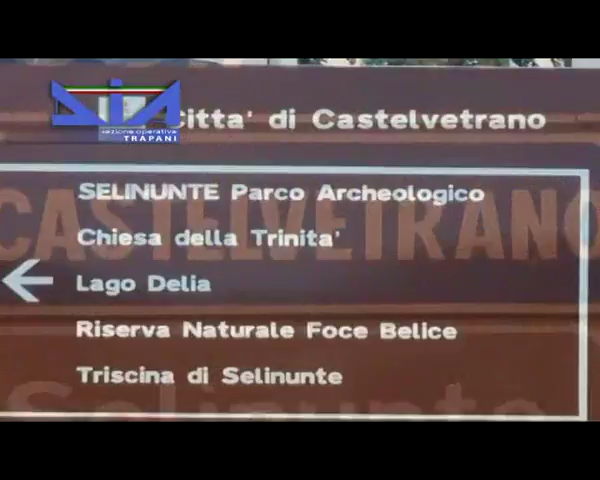 DIA
sezione operativa
TRAPANI
Citta' di Castelvetrano
CASTELVETRANO
SELINUNTE Parco Archeologico
Chiesa della Trinita'
Lago Delia
Riserva Naturale Foce Belice
Triscina di Selinunte
Selinunte